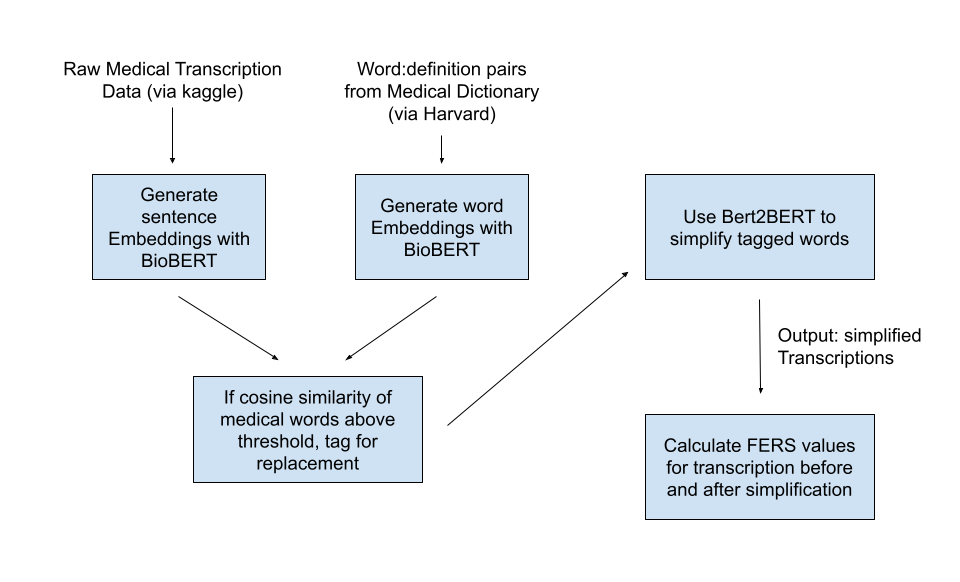 Raw Medical Transcription
Data (via kaggle)
Word:definition pairs
from Medical Dictionary
(via Harvard)
Generate
sentence
Embeddings with
BioBERT
Generate word
Embeddings with
BioBERT
Use Bert2BERT to
simplify tagged words
If cosine similarity of
medical words above
threshold, tag for
replacement
Output: simplified
Transcriptions
Calculate FERS values
for transcription before
and after simplification